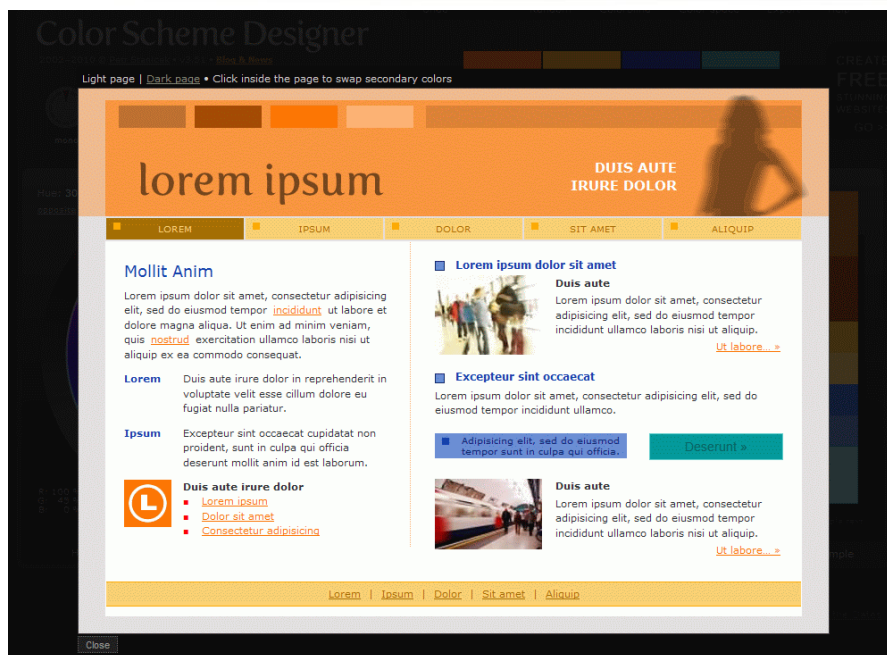 Color Scheme Designer
Blog & News
Light page | Dark page • Click inside the page to swap secondary colors
lorem ipsum
DUIS AUTE
IRURE DOLOR
LOREM
IPSUM
DOLOR
SIT AMET
ALIQUIP
Mollit Anim
Lorem ipsum dolor sit amet, consectetur adipisicing
elit, sed do eiusmod tempor incididunt ut labore et
dolore magna aliqua. Ut enim ad minim veniam,
quis nostrud exercitation ullamco laboris nisi ut
aliquip ex ea commodo consequat.
Lorem
Duis aute irure dolor in reprehenderit in
voluptate velit esse cillum dolore eu
fugiat nulla pariatur.
Ipsum
Excepteur sint occaecat cupidatat non
proident, sunt in culpa qui officia
deserunt mollit anim id est laborum.
Duis aute irure dolor
Lorem ipsum
Dolor sit amet
Consectetur adipisicing
Lorem ipsum dolor sit amet
Duis aute
Lorem ipsum dolor sit amet, consectetur
adipisicing elit, sed do eiusmod tempor
incididunt ullamco laboris nisi ut aliquip.
Ut labore... »
Excepteur sint occaecat
Lorem ipsum dolor sit amet, consectetur adipisicing elit, sed do
eiusmod tempor incididunt ullamco.
Adipisicing elit, sed do eiusmod
tempor sunt in culpa qui officia.
Deserunt »
Duis aute
Lorem ipsum dolor sit amet, consectetur
adipisicing elit, sed do eiusmod tempor
incididunt ullamco laboris nisi ut aliquip.
Ut labore... »
Lorem | Ipsum | Dolor | Sit amet | Aliquip
Close